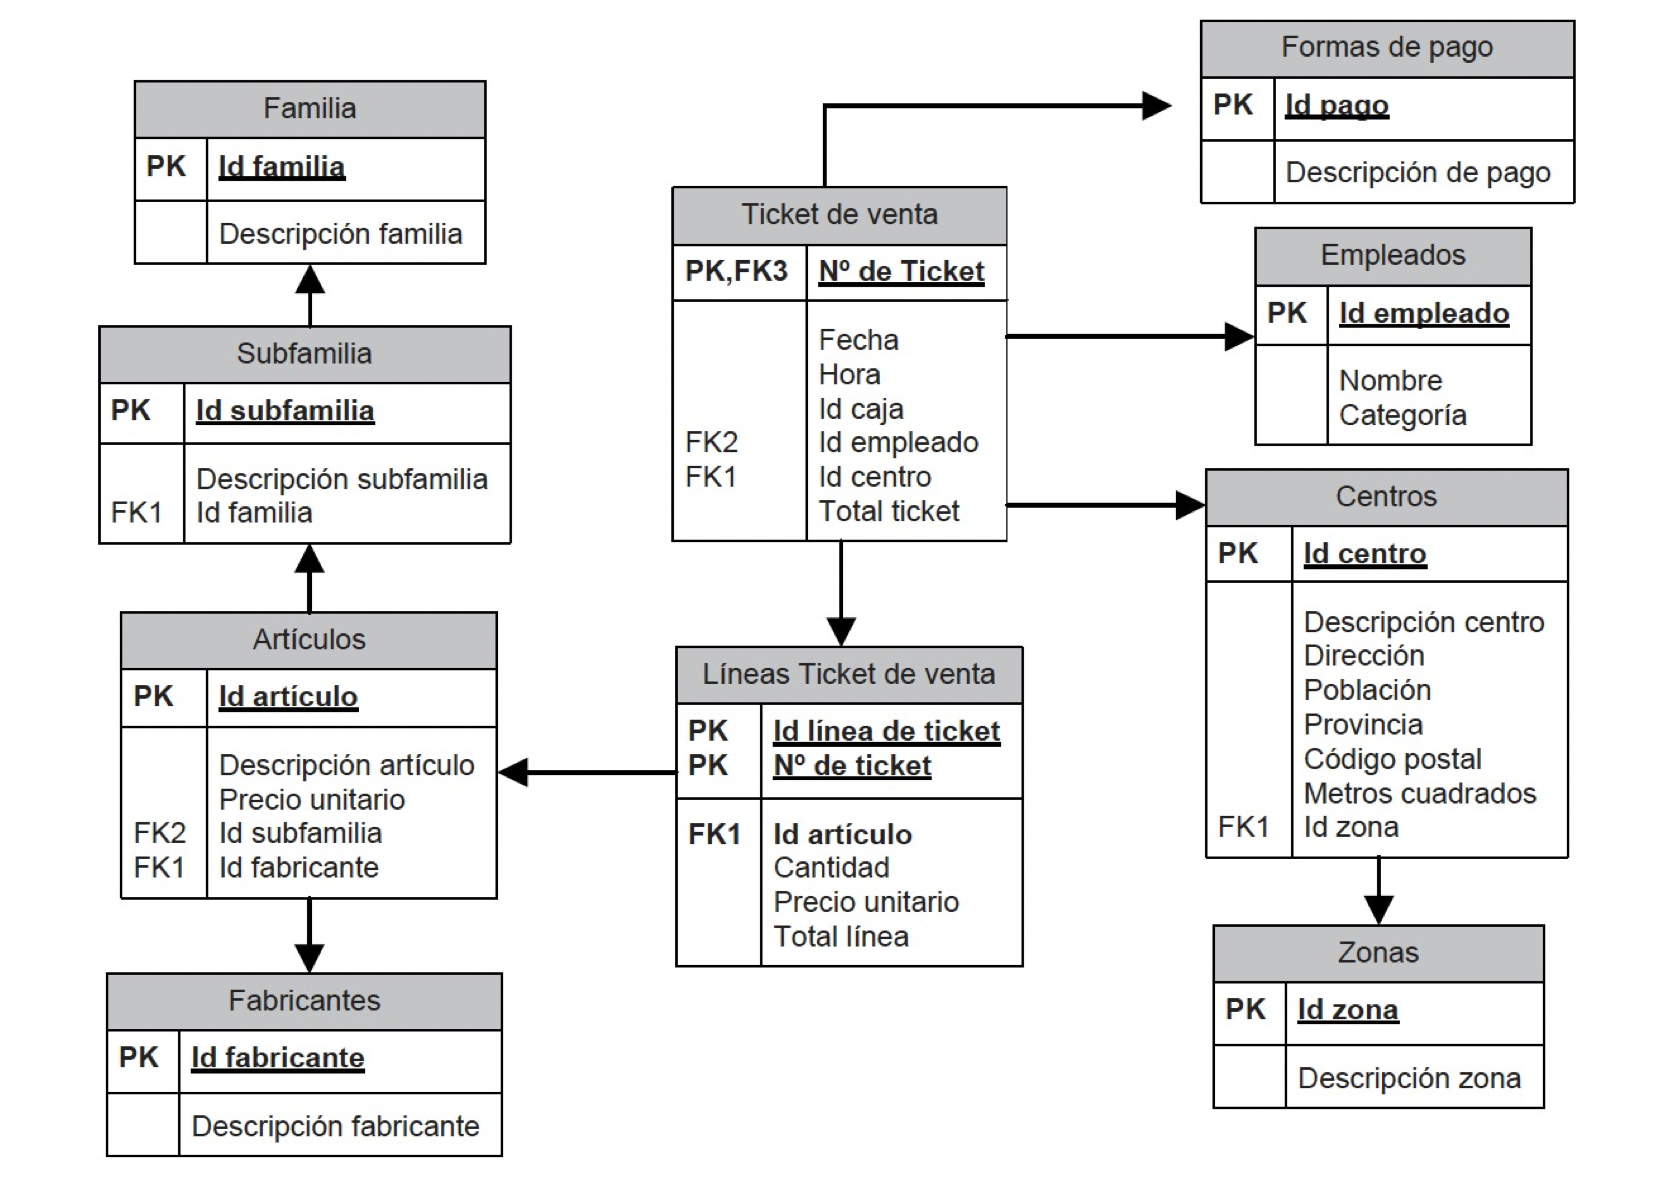 Formas de pago
PK Id pago
Descripción de pago
Familia
PK Id familia
Descripción familia
Ticket de venta
PK,FK3 Nº de Ticket
Fecha
Hora
Id caja
FK2 Id empleado
FK1 Id centro
Total ticket
Empleados
PK Id empleado
Nombre
Categoría
Subfamilia
PK Id subfamilia
Descripción subfamilia
FK1 Id familia
Centros
PK Id centro
Descripción centro
Dirección
Población
Provincia
Código postal
Metros cuadrados
FK1 Id zona
Artículos
PK Id artículo
Descripción artículo
Precio unitario
FK2 Id subfamilia
FK1 Id fabricante
Líneas Ticket de venta
PK Id línea de ticket
PK Nº de ticket
FK1 Id artículo
Cantidad
Precio unitario
Total línea
Zonas
PK Id zona
Descripción zona
Fabricantes
PK Id fabricante
Descripción fabricante